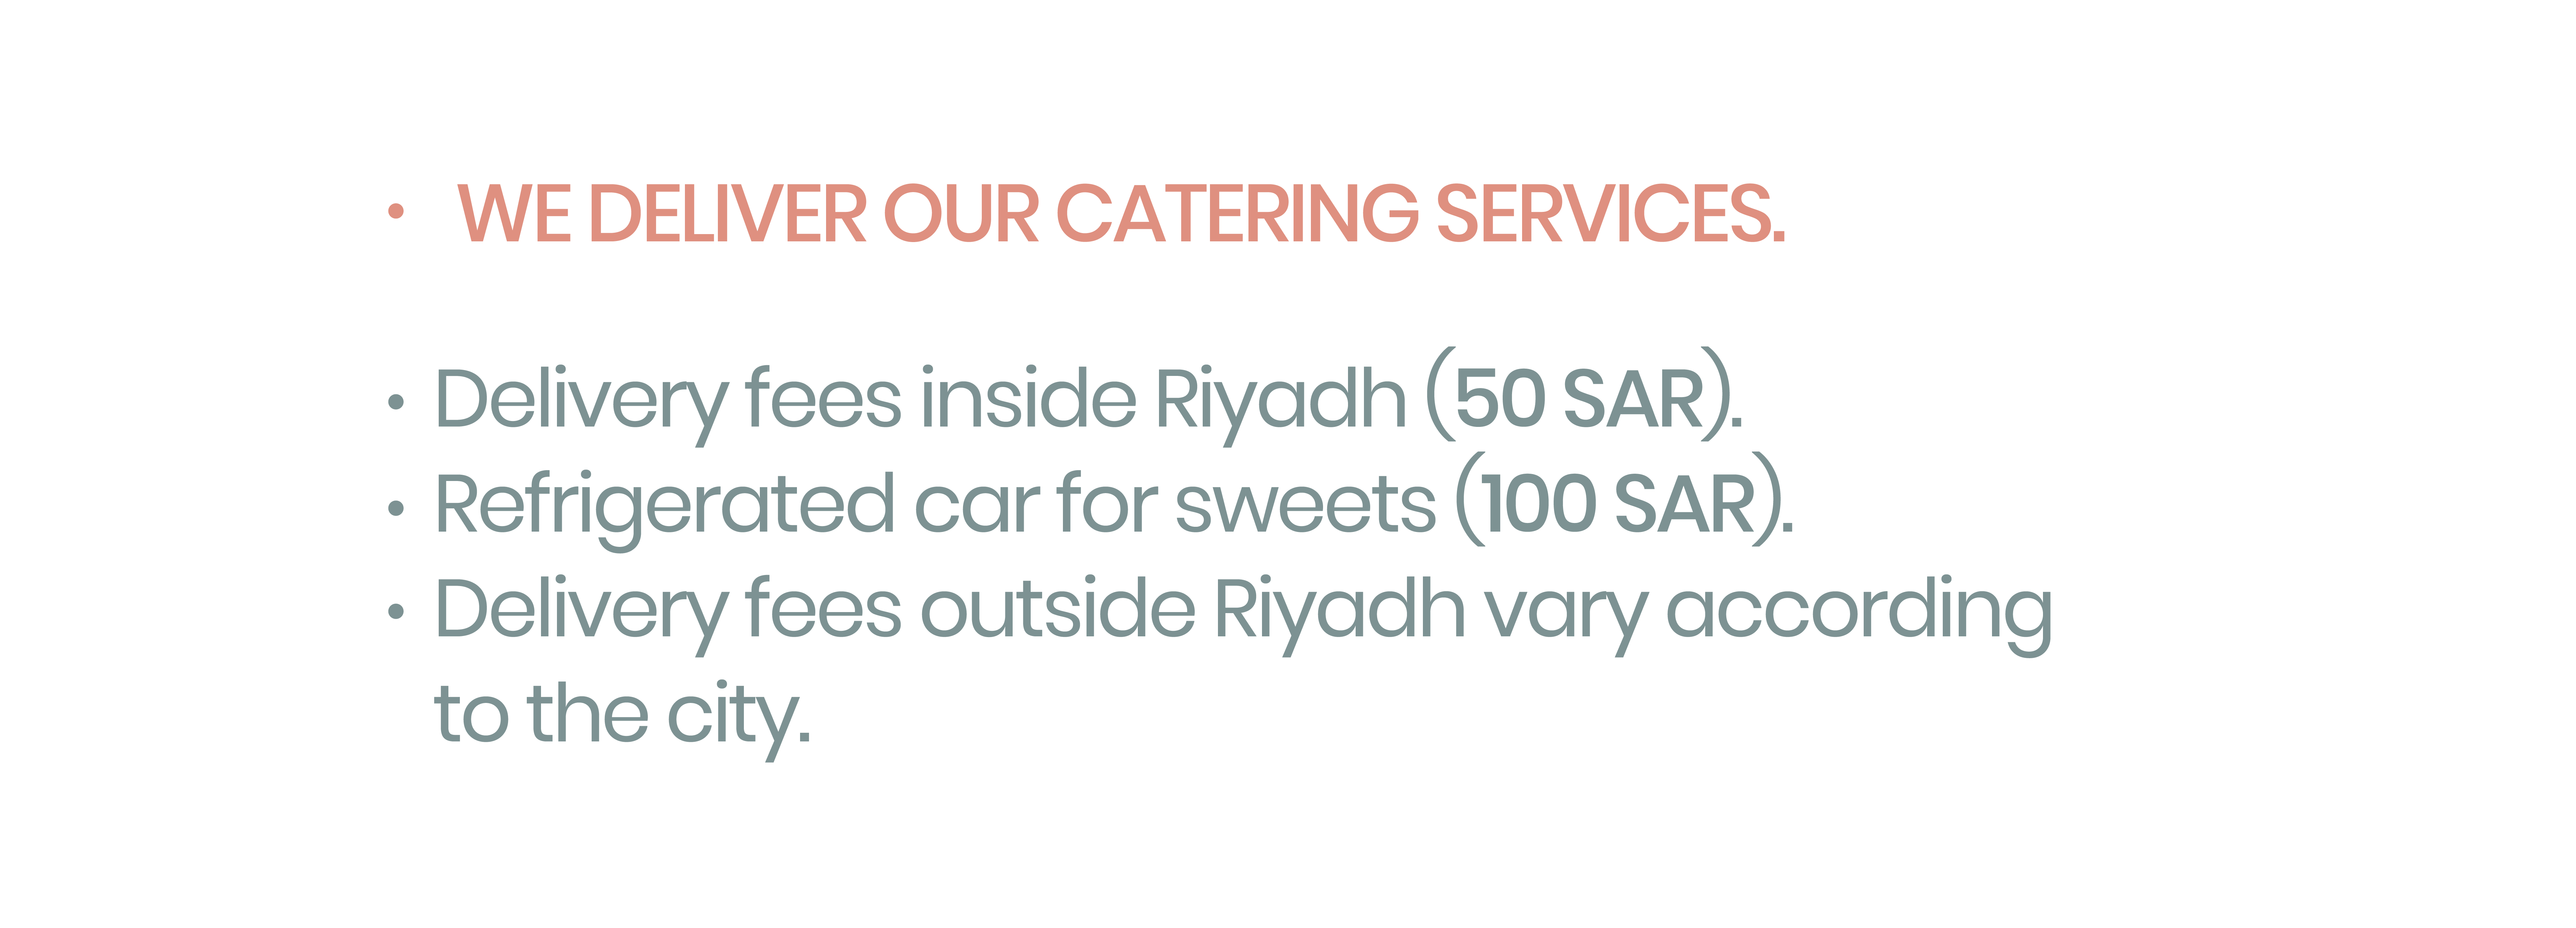 • WE DELIVER OUR CATERING SERVICES.
• Delivery fees inside Riyadh (50 SAR).
• Refrigerated car for sweets (100 SAR).
• Delivery fees outside Riyadh vary according
to the city.